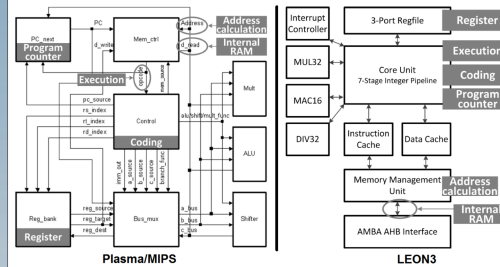 PC_next
Program
counter
PC
Mem_ctrl
Address
d_write
d_read
Address
calculation
Internal
RAM
Execution
opcode
pc_source
rs_index
rt_index
rd_index
Control
Coding
alu/shift/mult_func
Mult
ALU
imm_out
a_source
b_source
c_source
branch_func
Reg_bank
Register
reg_source
reg_target
reg_dest
Bus_mux
a_bus
b_bus
c_bus
Shifter
Plasma/MIPS
Interrupt
Controller
MUL32
MAC16
DIV32
3-Port Regfile
Register
Core Unit
7-Stage Integer Pipeline
Execution
Coding
Program
counter
Instruction
Cache
Data Cache
Memory Management
Unit
Address
calculation
Internal
RAM
AMBA AHB Interface
LEON3